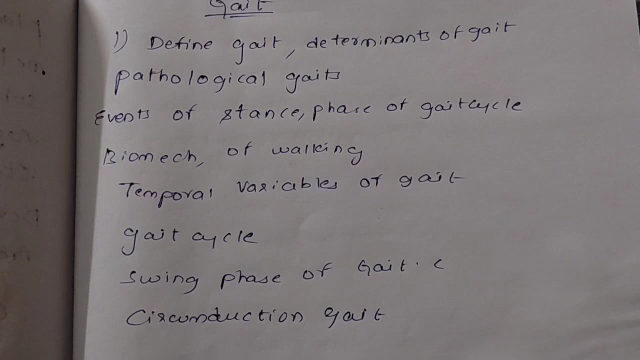 Gait
1) Define gait, determinants of gait
pathological gaits
Events of stance, phase of gaitcycle
Biomech, of walking
Temporal variables of gait
gait cycle
Swing phase of Gait. C
Circumduction gait